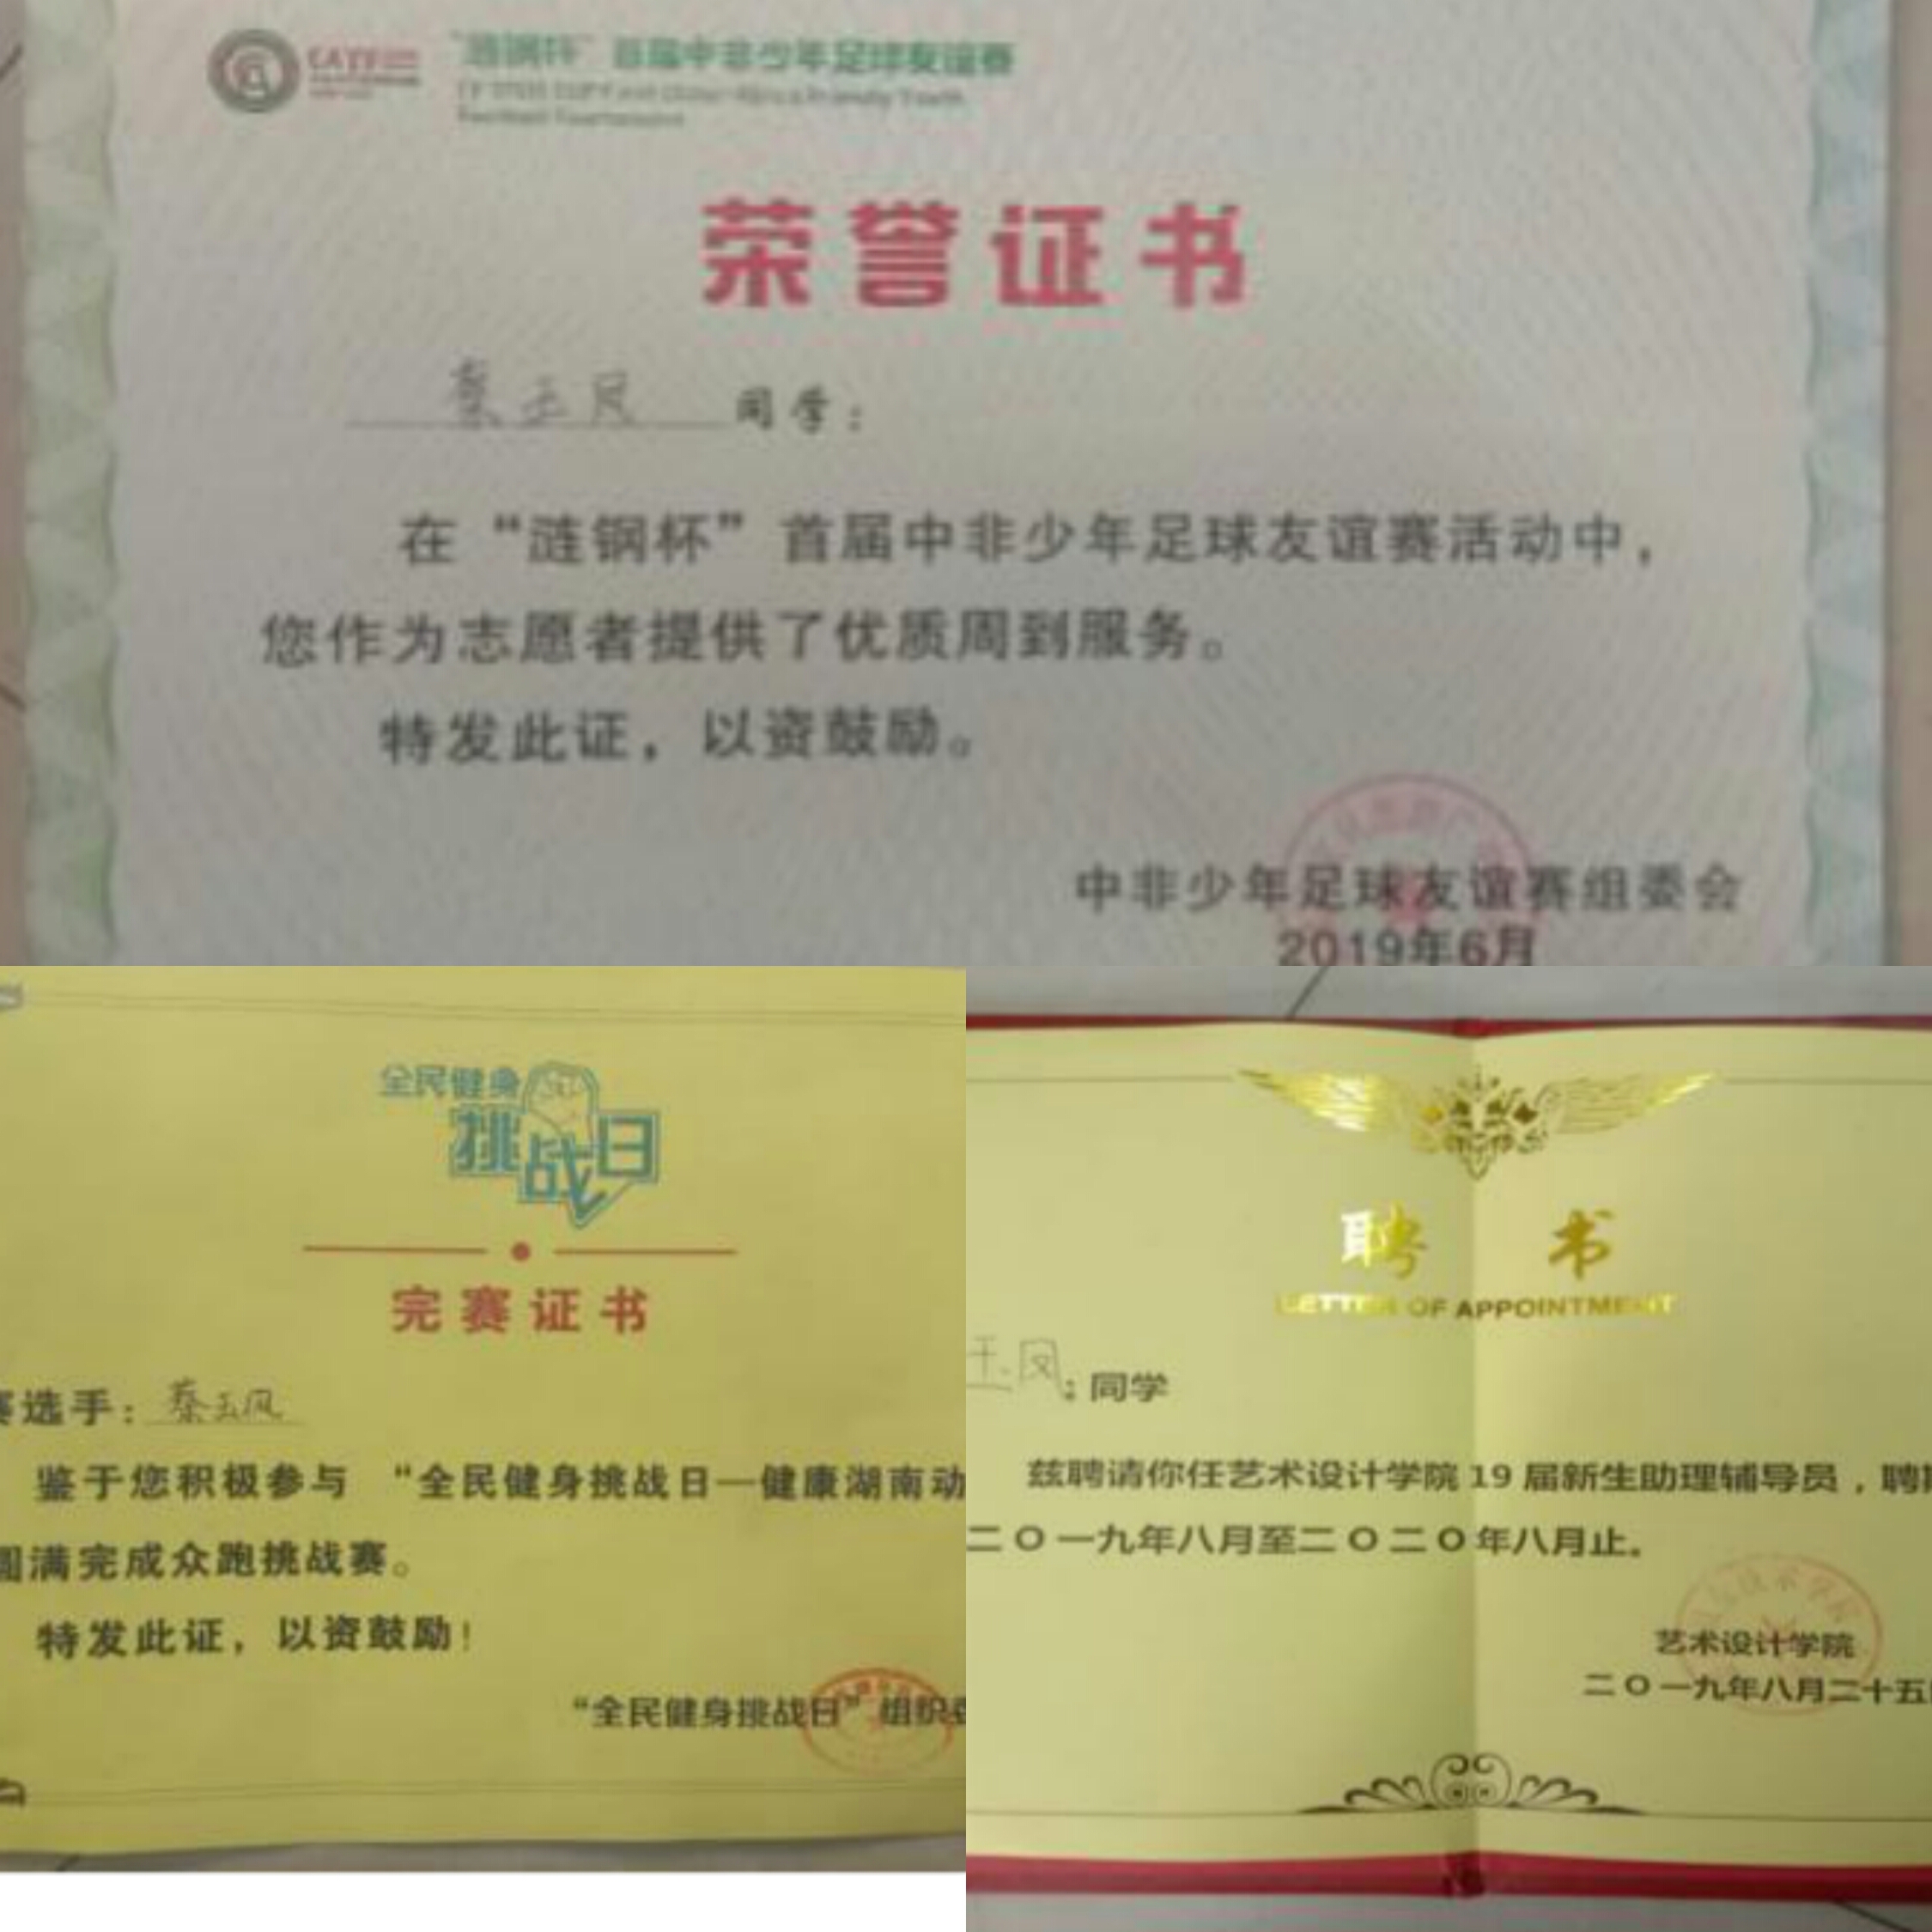 "涟钢杯"首届中非少年足球友谊赛
荣誉证书
蔡玉凤 同学：
在“涟钢杯”首届中非少年足球友谊赛活动中，
您作为志愿者提供了优质周到服务。
特发此证，以资鼓励。
中非少年足球友谊赛组委会
2019年6月
全民健身
挑战日
完赛证书
赛选手：蔡玉凤
鉴于您积极参与 “全民健身挑战日—健康湖南动
圆满完成众跑挑战赛。
特发此证，以资鼓励！
“全民健身挑战日”组织
聘 书
LETTER OF APPOINTMENT
玉凤：同学
兹聘请你任艺术设计学院 19 届新生助理辅导员，聘
二〇一九年八月至二〇二〇年八月止。
艺术设计学院
二〇一九年八月二十五